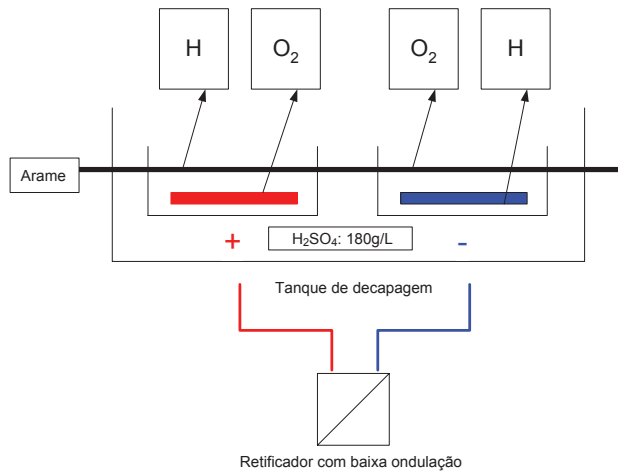 H
O₂
O₂
H
Arame
+
H₂SO₄: 180g/L
-
Tanque de decapagem
Retificador com baixa ondulação